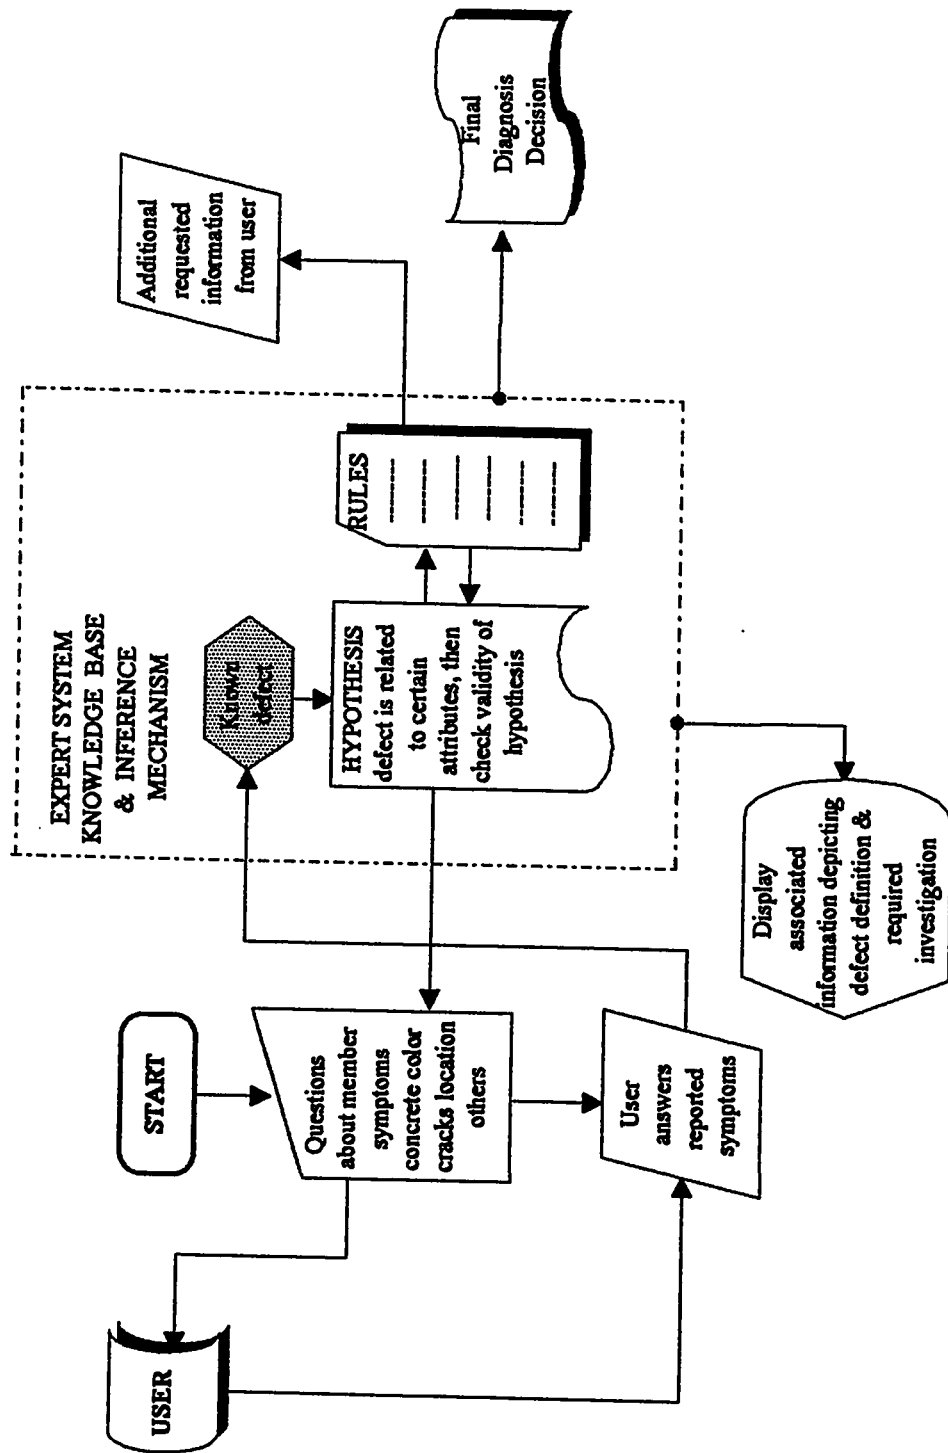 USER
START
Questions
about member
symptoms
concrete color
cracks location
others
User
answers
reported
symptoms
EXPERT SYSTEM
KNOWLEDGE BASE
& INFERENCE
MECHANISM
Known
defect
HYPOTHESIS
defect is related
to certain
attributes, then
check validity of
hypothesis
RULES
Additional
requested
information
from user
Final
Diagnosis
Decision
Display
associated
information depicting
defect definition &
required
investigation